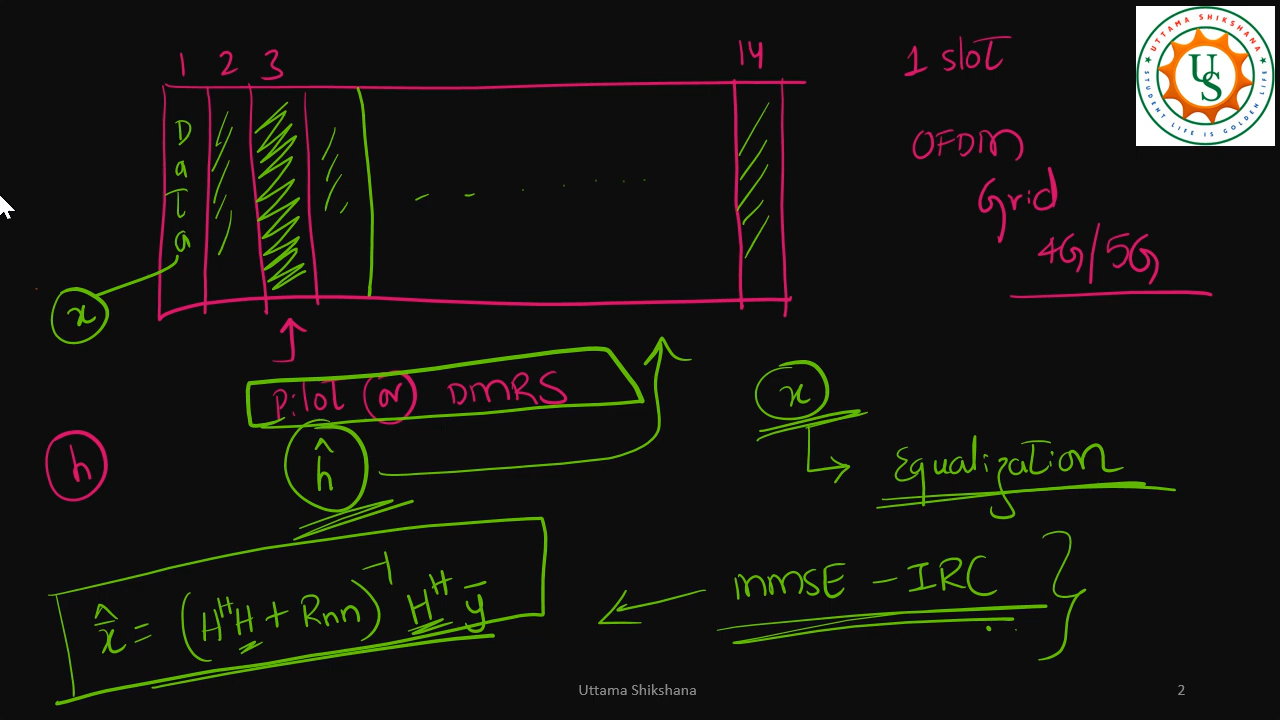 1 2 3 14
1 slot
OFDM
Grid
4G/5G
Data
x
Pilot (or) DMRS
h
ĥ
x
Equalization
MMSE - IRC
x̂ = (HᴴH + Rnn)⁻¹ Hᴴ ȳ
UTTAMA SHIKSHANA
US
STUDENT LIFE IS GOLDEN LIFE
Uttama Shikshana
2